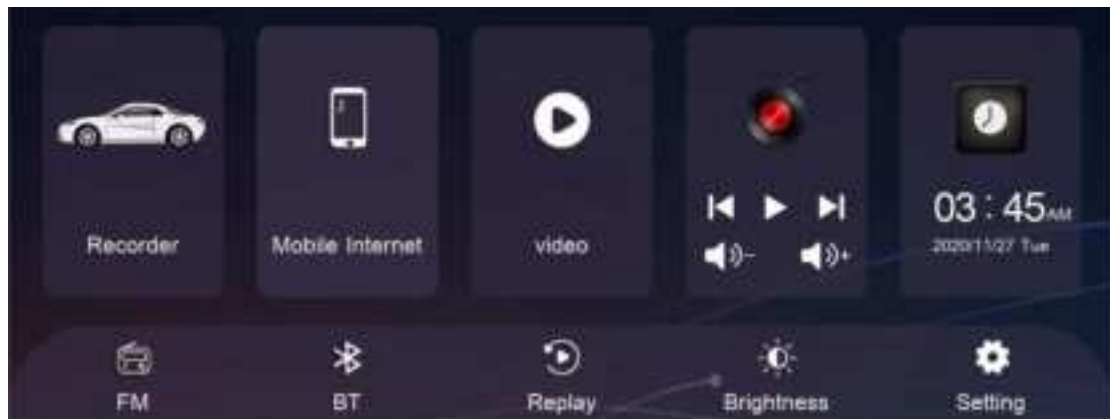 Recorder
Mobile Internet
video
03:45AM
2020/11/27 Tue
FM
BT
Replay
Brightness
Setting